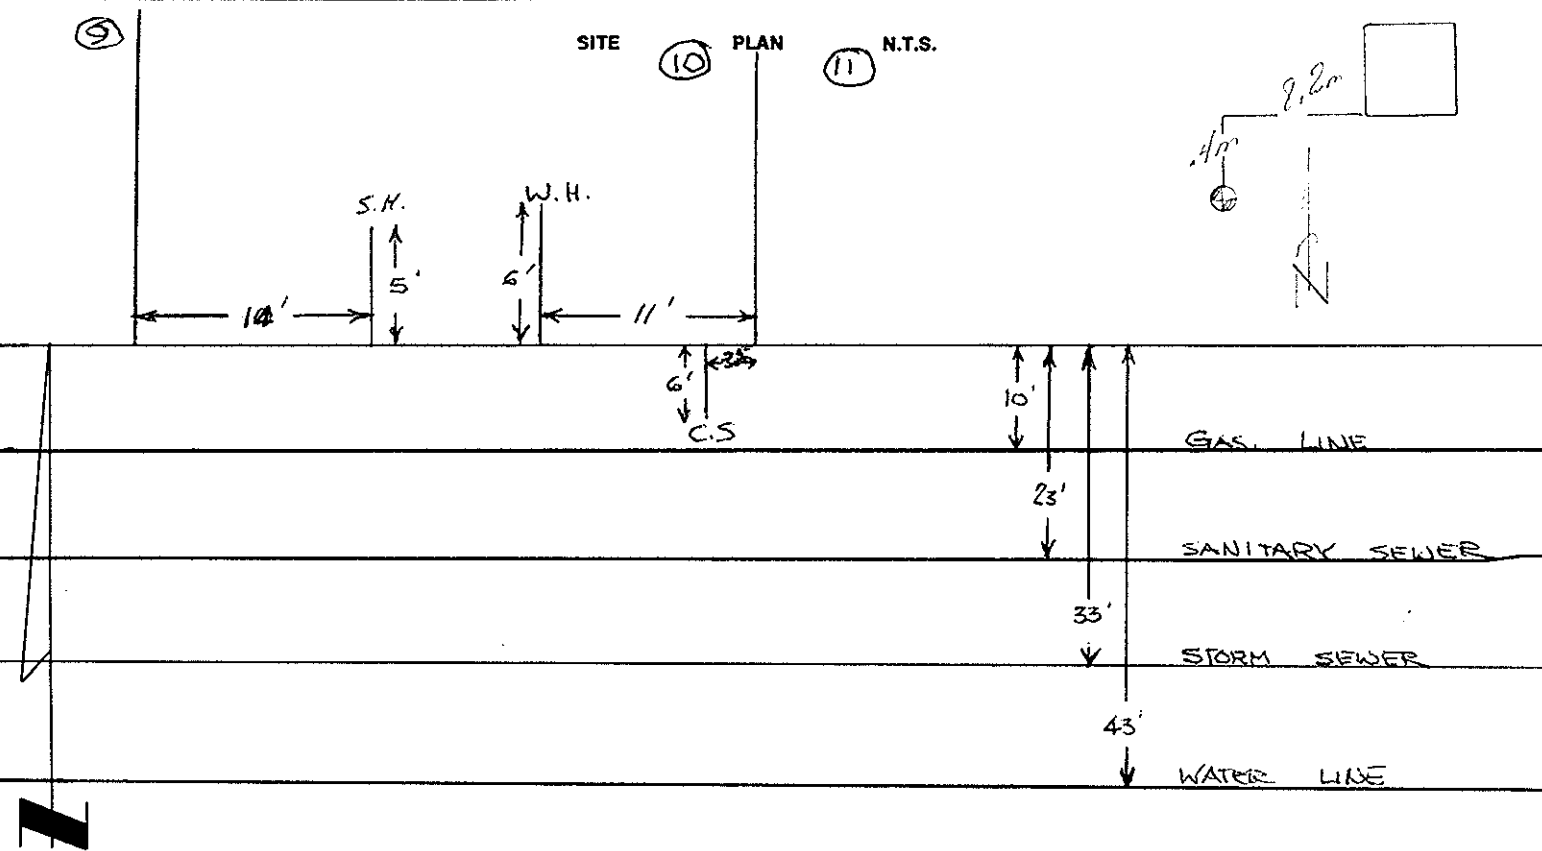 9
SITE 10 PLAN 11 N.T.S.
.4m
S.H.
W.H.
5'
6'
11'
6'
C.S
10'
GAS. LINE
23'
SANITARY SEWER
33'
STORM SEWER
43'
WATER LINE
N
N